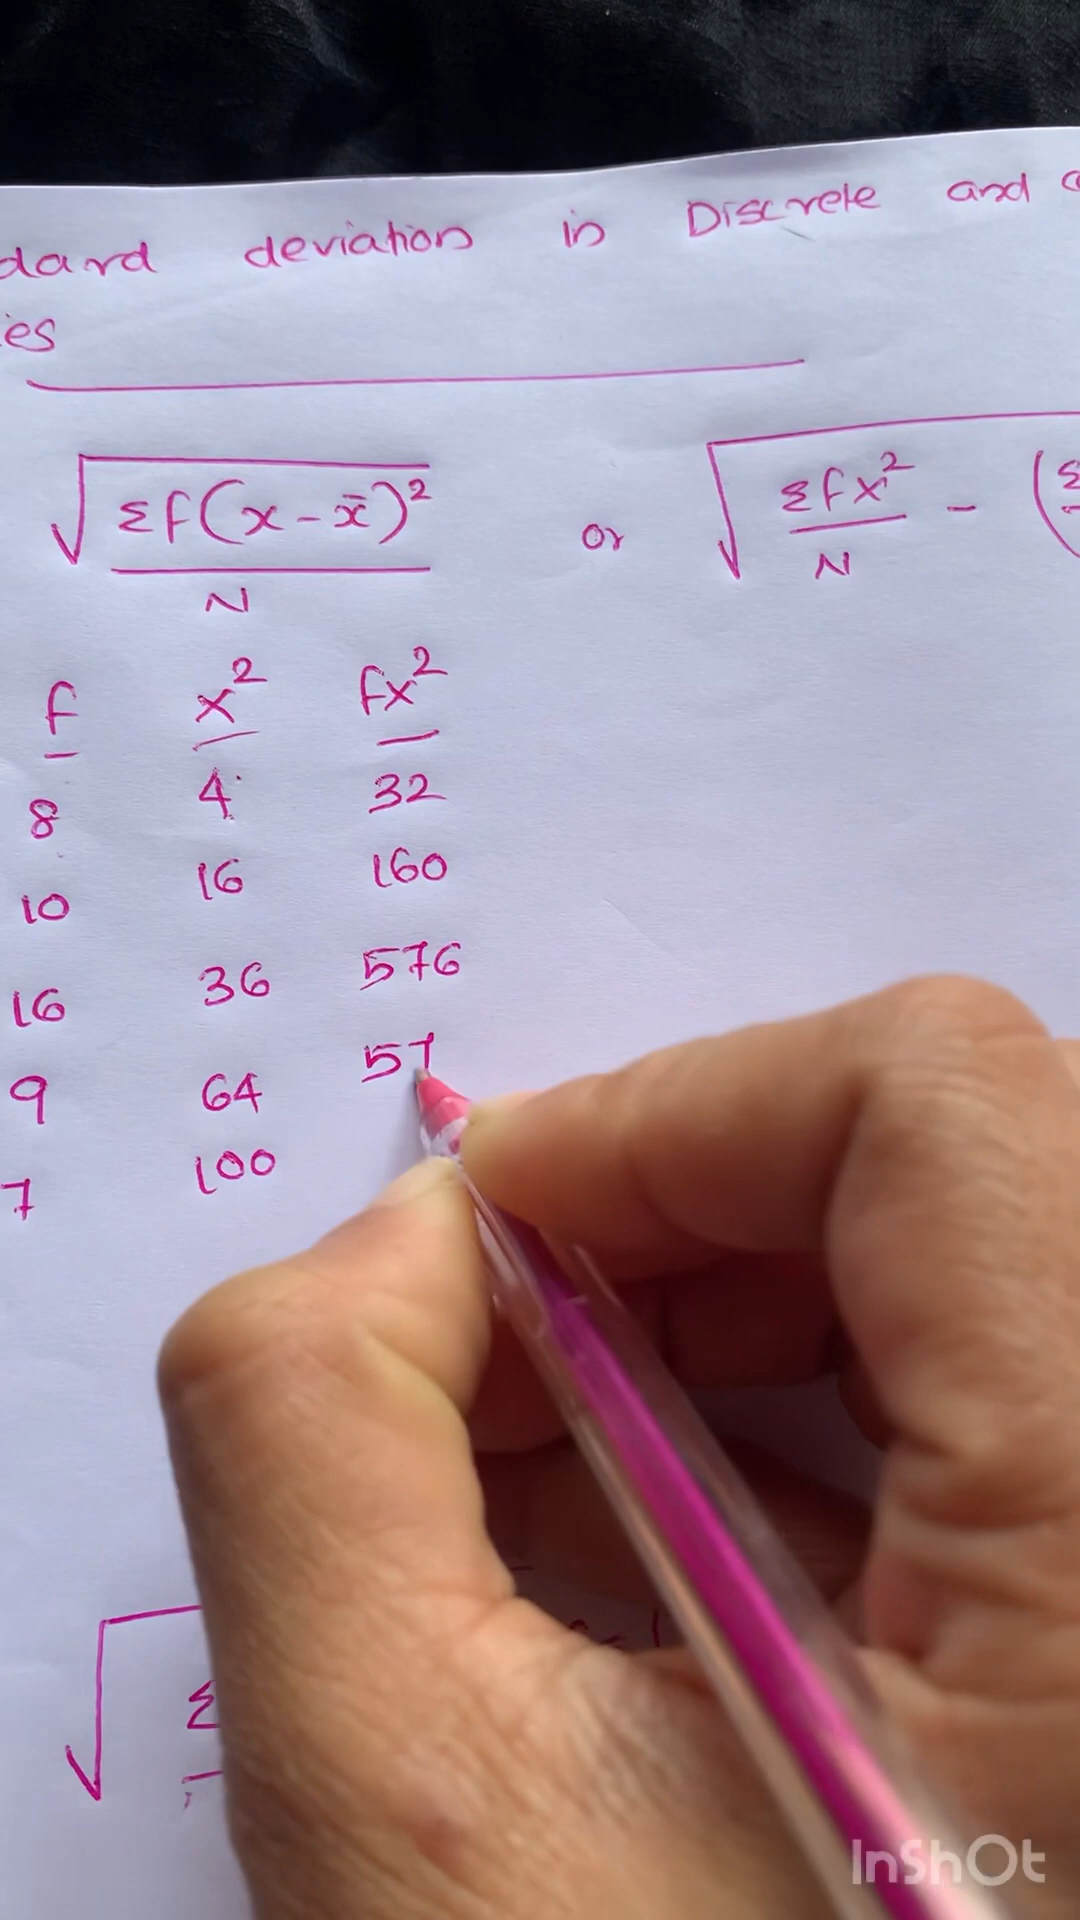 dard deviation in Discrete and
es
√ Σf(x-x̄)² / N or √ Σfx² / N - (Σ
f x² fx²
8 4 32
10 16 160
16 36 576
9 64 57
7 100
√ Σ
InShOt